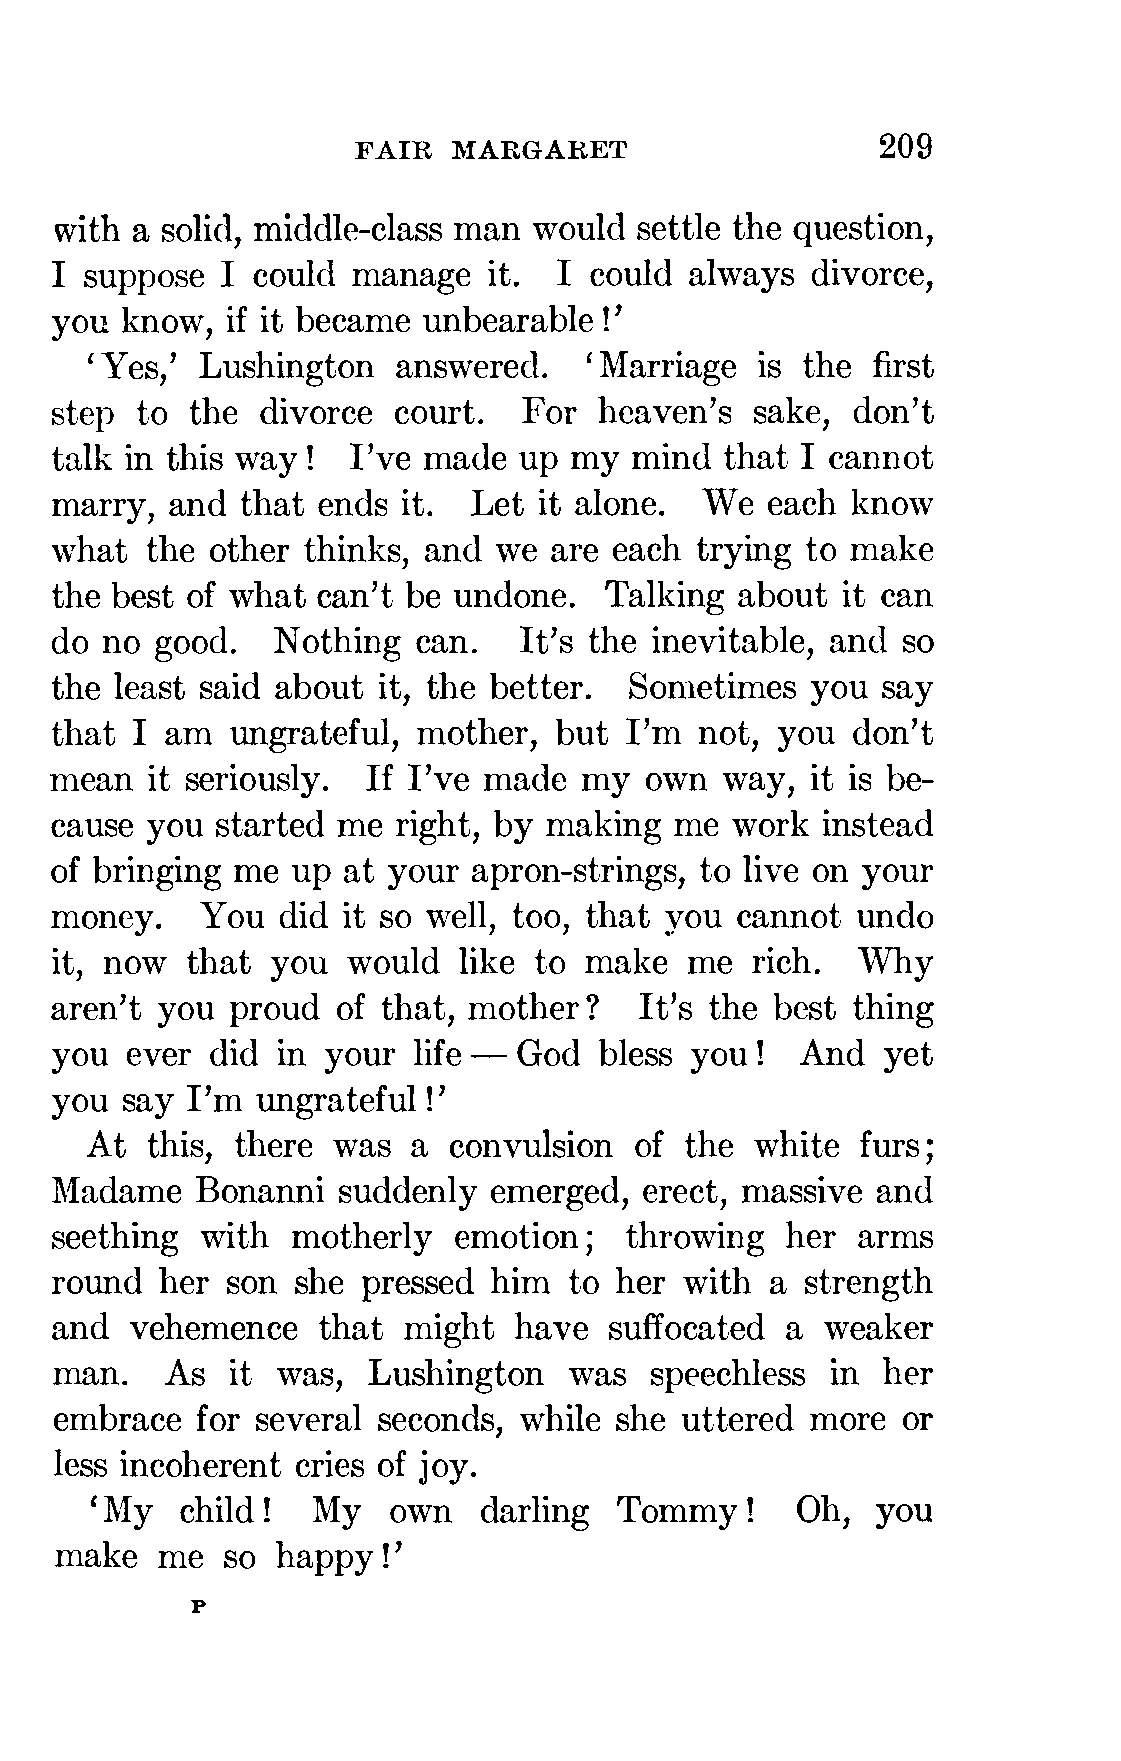 FAIR MARGARET 209
with a solid, middle-class man would settle the question,
I suppose I could manage it. I could always divorce,
you know, if it became unbearable!'
'Yes,' Lushington answered. 'Marriage is the first
step to the divorce court. For heaven's sake, don't
talk in this way! I've made up my mind that I cannot
marry, and that ends it. Let it alone. We each know
what the other thinks, and we are each trying to make
the best of what can't be undone. Talking about it can
do no good. Nothing can. It's the inevitable, and so
the least said about it, the better. Sometimes you say
that I am ungrateful, mother, but I'm not, you don't
mean it seriously. If I've made my own way, it is be-
cause you started me right, by making me work instead
of bringing me up at your apron-strings, to live on your
money. You did it so well, too, that you cannot undo
it, now that you would like to make me rich. Why
aren't you proud of that, mother? It's the best thing
you ever did in your life — God bless you! And yet
you say I'm ungrateful!'
At this, there was a convulsion of the white furs;
Madame Bonanni suddenly emerged, erect, massive and
seething with motherly emotion; throwing her arms
round her son she pressed him to her with a strength
and vehemence that might have suffocated a weaker
man. As it was, Lushington was speechless in her
embrace for several seconds, while she uttered more or
less incoherent cries of joy.
'My child! My own darling Tommy! Oh, you
make me so happy!'
P